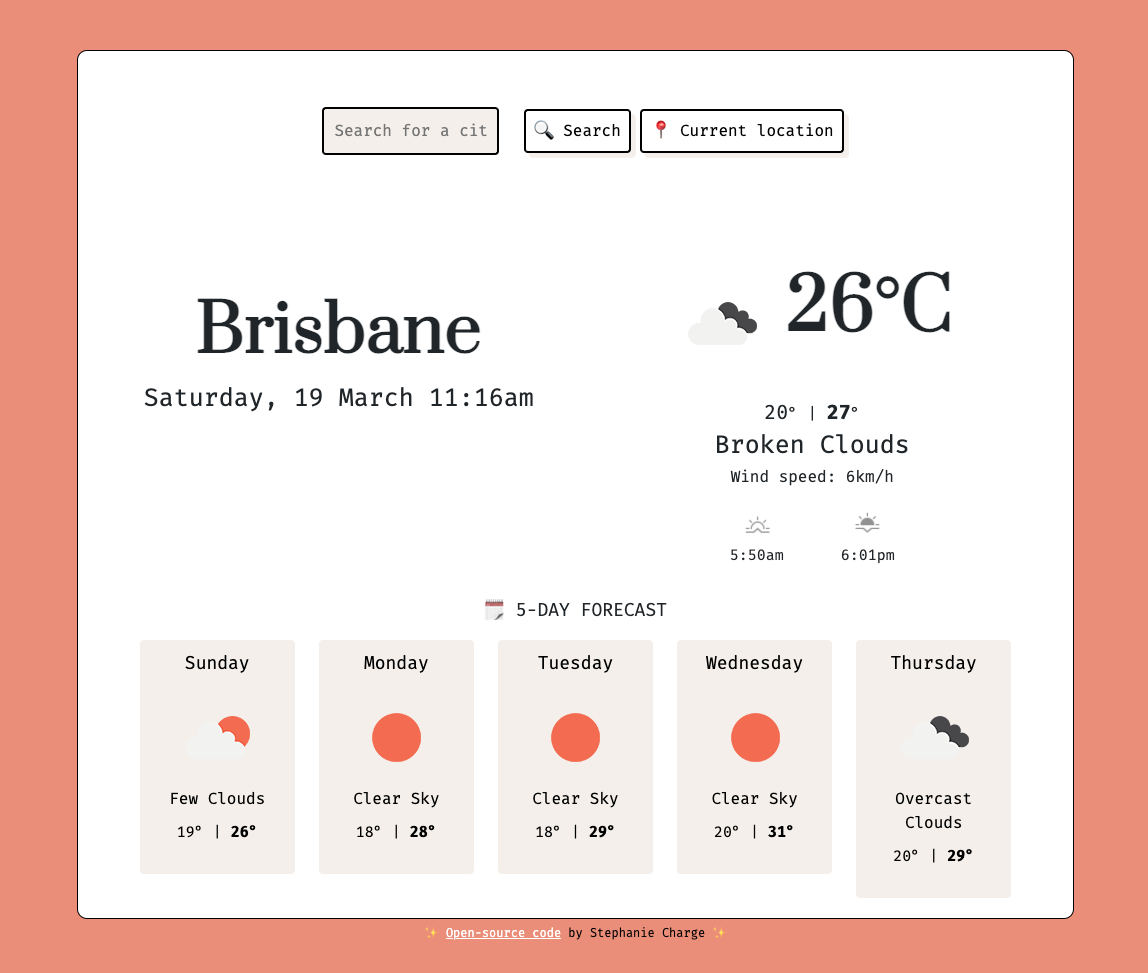 Search for a cit
🔍 Search
📍 Current location
Brisbane
Saturday, 19 March 11:16am
26°C
20° | 27°
Broken Clouds
Wind speed: 6km/h
5:50am
6:01pm
🗓 5-DAY FORECAST
Sunday
Few Clouds
19° | 26°
Monday
Clear Sky
18° | 28°
Tuesday
Clear Sky
18° | 29°
Wednesday
Clear Sky
20° | 31°
Thursday
Overcast
Clouds
20° | 29°
✨ Open-source code by Stephanie Charge ✨